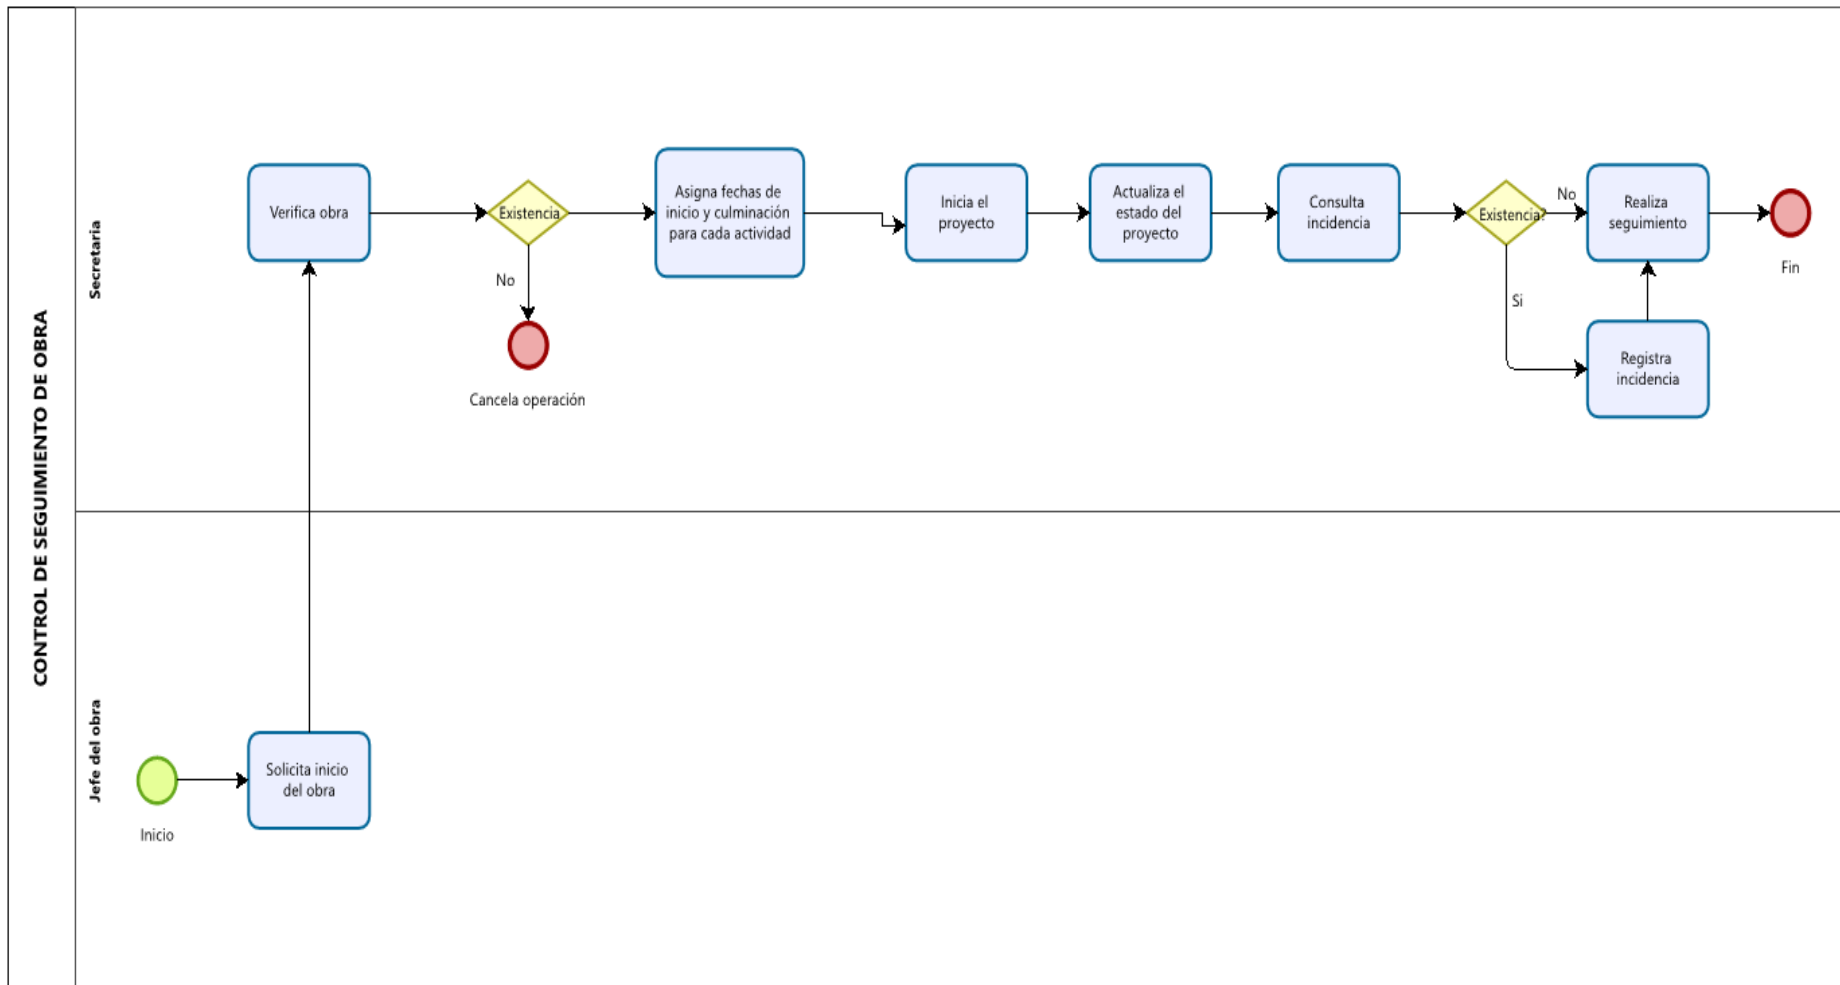 CONTROL DE SEGUIMIENTO DE OBRA
Secretaria
Verifica obra
Existencia
No
Cancela operación
Asigna fechas de
inicio y culminación
para cada actividad
Inicia el
proyecto
Actualiza el
estado del
proyecto
Consulta
incidencia
Existencia?
No
Si
Realiza
seguimiento
Fin
Registra
incidencia
Jefe del obra
Inicio
Solicita inicio
del obra